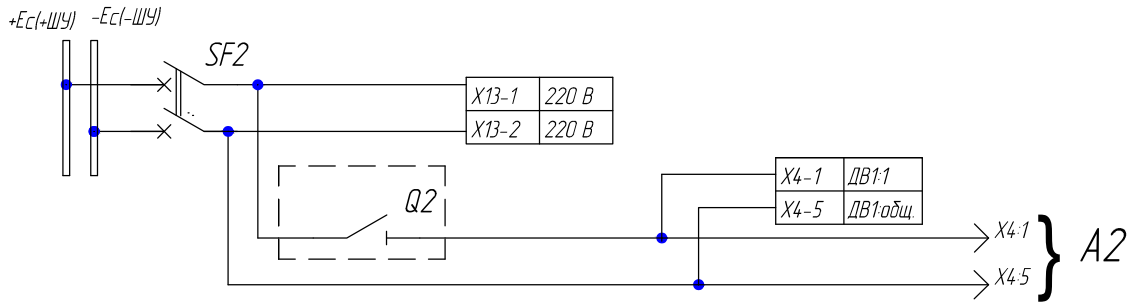 +Ес(+ШУ) -Ес(-ШУ)
SF2
X13-1 220 В
X13-2 220 В
Q2
X4-1 ДВ1:1
X4-5 ДВ1:общ.
X4:1
X4:5
} А2